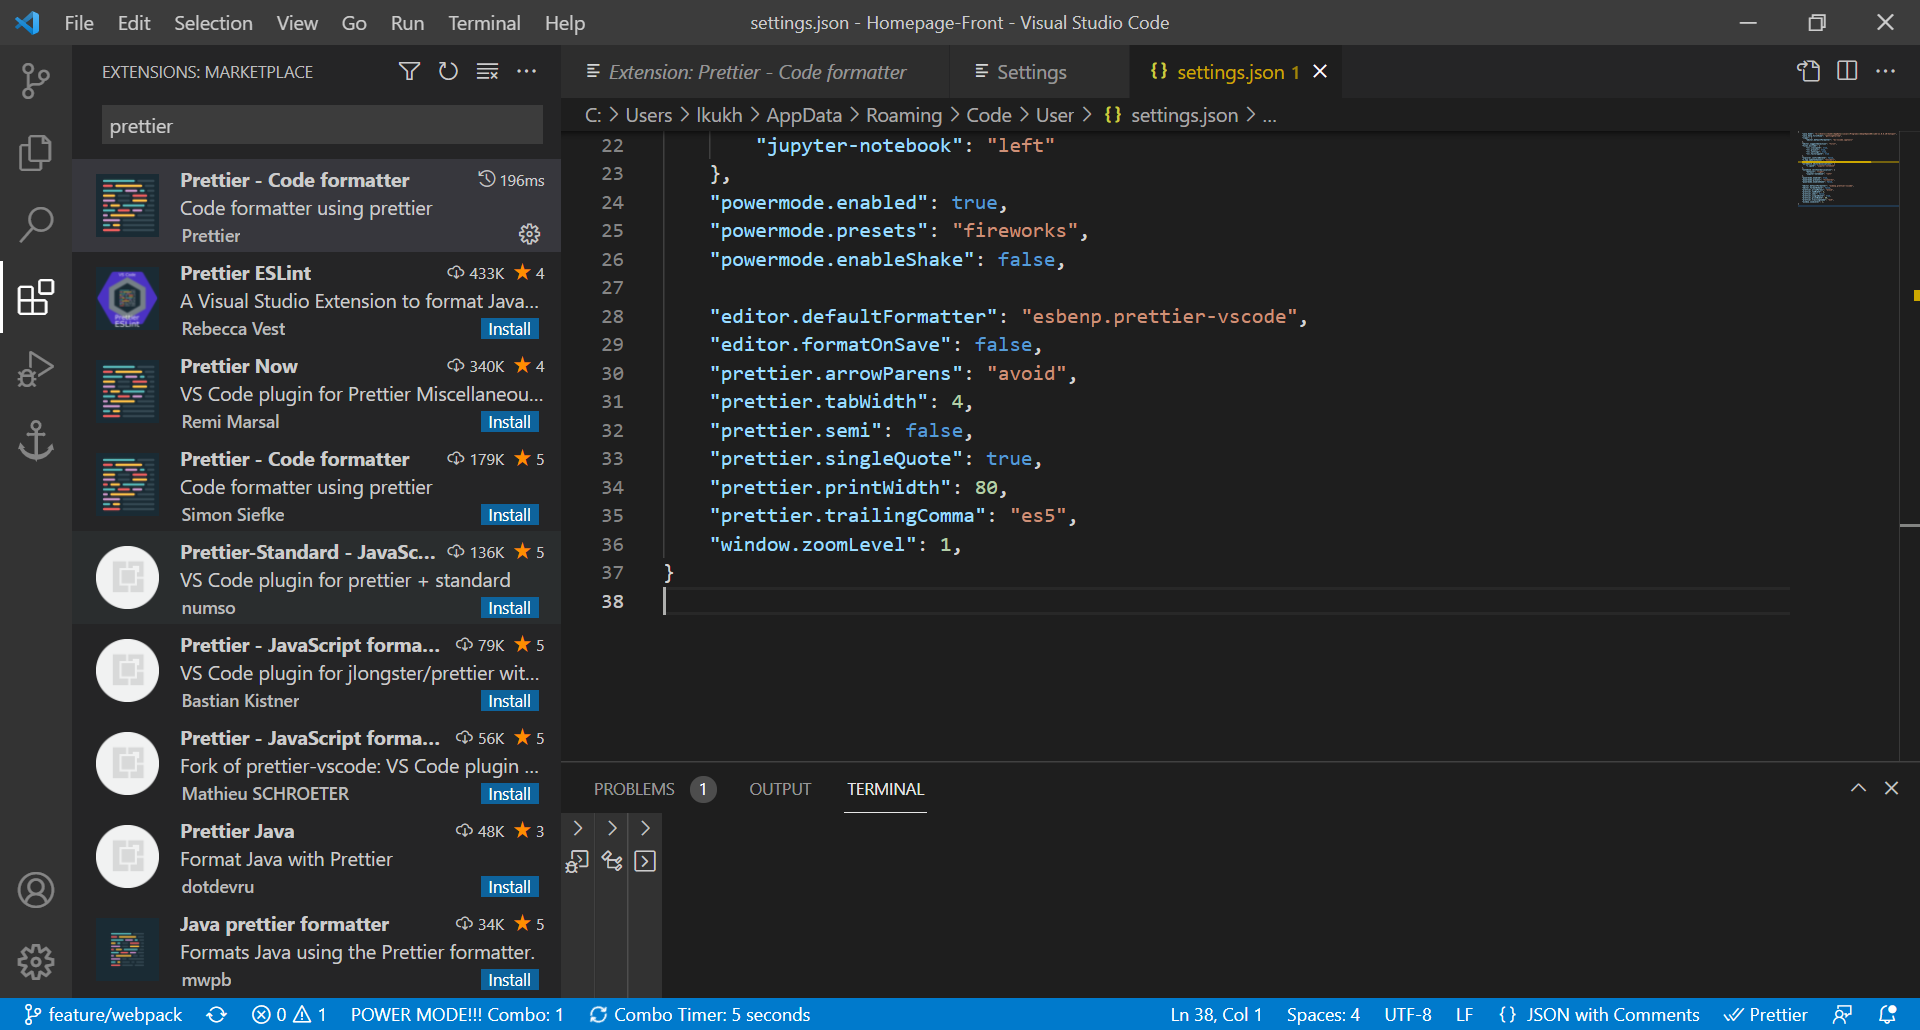 File Edit Selection View Go Run Terminal Help
settings.json - Homepage-Front - Visual Studio Code
EXTENSIONS: MARKETPLACE
prettier
Prettier - Code formatter 196ms
Code formatter using prettier
Prettier
Prettier ESLint 433K 4
A Visual Studio Extension to format Java...
Rebecca Vest Install
Prettier Now 340K 4
VS Code plugin for Prettier Miscellaneou...
Remi Marsal Install
Prettier - Code formatter 179K 5
Code formatter using prettier
Simon Siefke Install
Prettier-Standard - JavaSc... 136K 5
VS Code plugin for prettier + standard
numso Install
Prettier - JavaScript forma... 79K 5
VS Code plugin for jlongster/prettier wit...
Bastian Kistner Install
Prettier - JavaScript forma... 56K 5
Fork of prettier-vscode: VS Code plugin ...
Mathieu SCHROETER Install
Prettier Java 48K 3
Format Java with Prettier
dotdevru Install
Java prettier formatter 34K 5
Formats Java using the Prettier formatter.
mwpb Install
Extension: Prettier - Code formatter Settings {} settings.json 1
C: > Users > lkukh > AppData > Roaming > Code > User > {} settings.json > ...
22 "jupyter-notebook": "left"
23 },
24 "powermode.enabled": true,
25 "powermode.presets": "fireworks",
26 "powermode.enableShake": false,
27
28 "editor.defaultFormatter": "esbenp.prettier-vscode",
29 "editor.formatOnSave": false,
30 "prettier.arrowParens": "avoid",
31 "prettier.tabWidth": 4,
32 "prettier.semi": false,
33 "prettier.singleQuote": true,
34 "prettier.printWidth": 80,
35 "prettier.trailingComma": "es5",
36 "window.zoomLevel": 1,
37 }
38
PROBLEMS 1 OUTPUT TERMINAL
feature/webpack 0 1 POWER MODE!!! Combo: 1 Combo Timer: 5 seconds Ln 38, Col 1 Spaces: 4 UTF-8 LF {} JSON with Comments Prettier